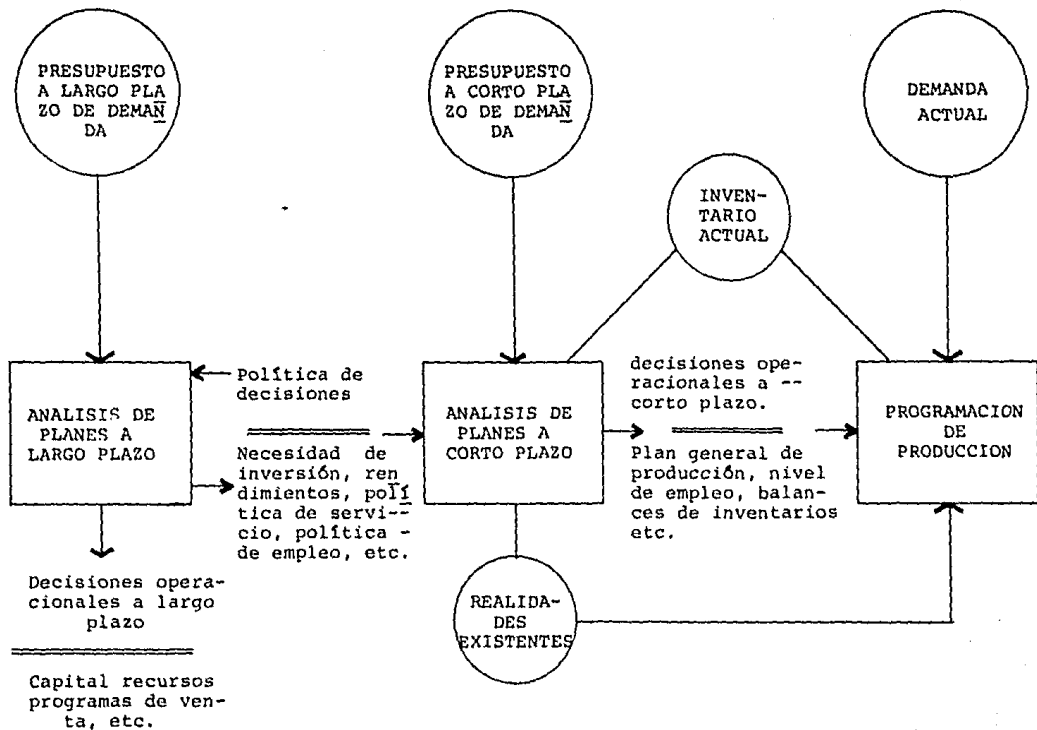 PRESUPUESTO
A LARGO PLA
ZO DE DEMAÑ
DA
PRESUPUESTO
A CORTO PLA
ZO DE DEMAÑ
DA
DEMANDA
ACTUAL
INVEN-
TARIO
ACTUAL
ANALISIS DE
PLANES A
LARGO PLAZO
Política de
decisiones
Necesidad de
inversión, ren
dimientos, polí
tica de servi--
cio, política -
de empleo, etc.
ANALISIS DE
PLANES A
CORTO PLAZO
decisiones ope-
racionales a --
corto plazo.
Plan general de
producción, nivel
de empleo, balan-
ces de inventarios
etc.
PROGRAMACION
DE
PRODUCCION
Decisiones opera-
cionales a largo
plazo
Capital recursos
programas de ven-
ta, etc.
REALIDA-
DES
EXISTENTES